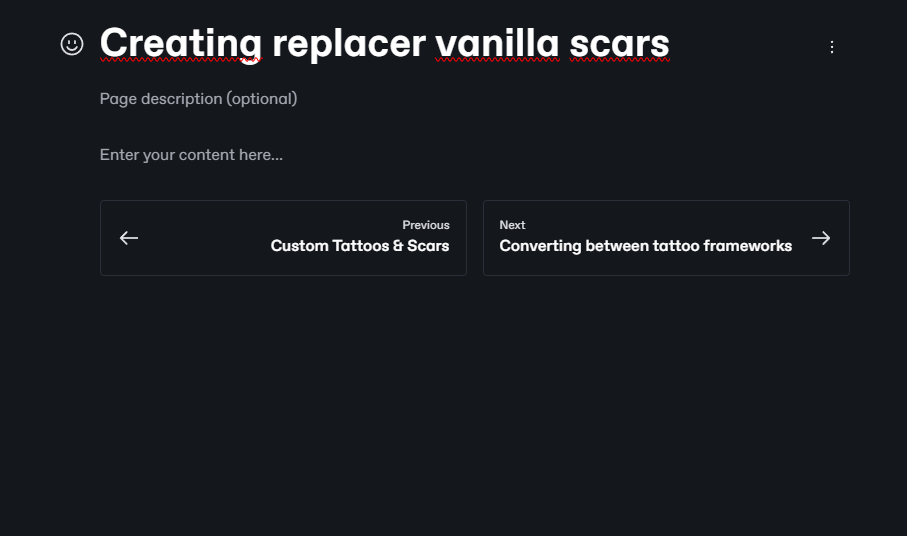 Creating replacer vanilla scars
Page description (optional)
Enter your content here...
Previous
Custom Tattoos & Scars
Next
Converting between tattoo frameworks